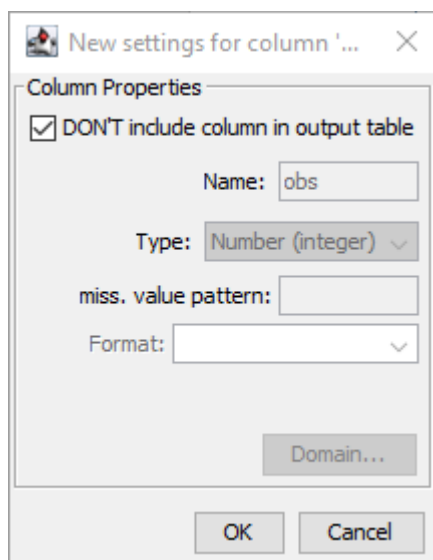 New settings for column '...
Column Properties
DON'T include column in output table
Name: obs
Type: Number (integer)
miss. value pattern:
Format:
Domain...
OK Cancel